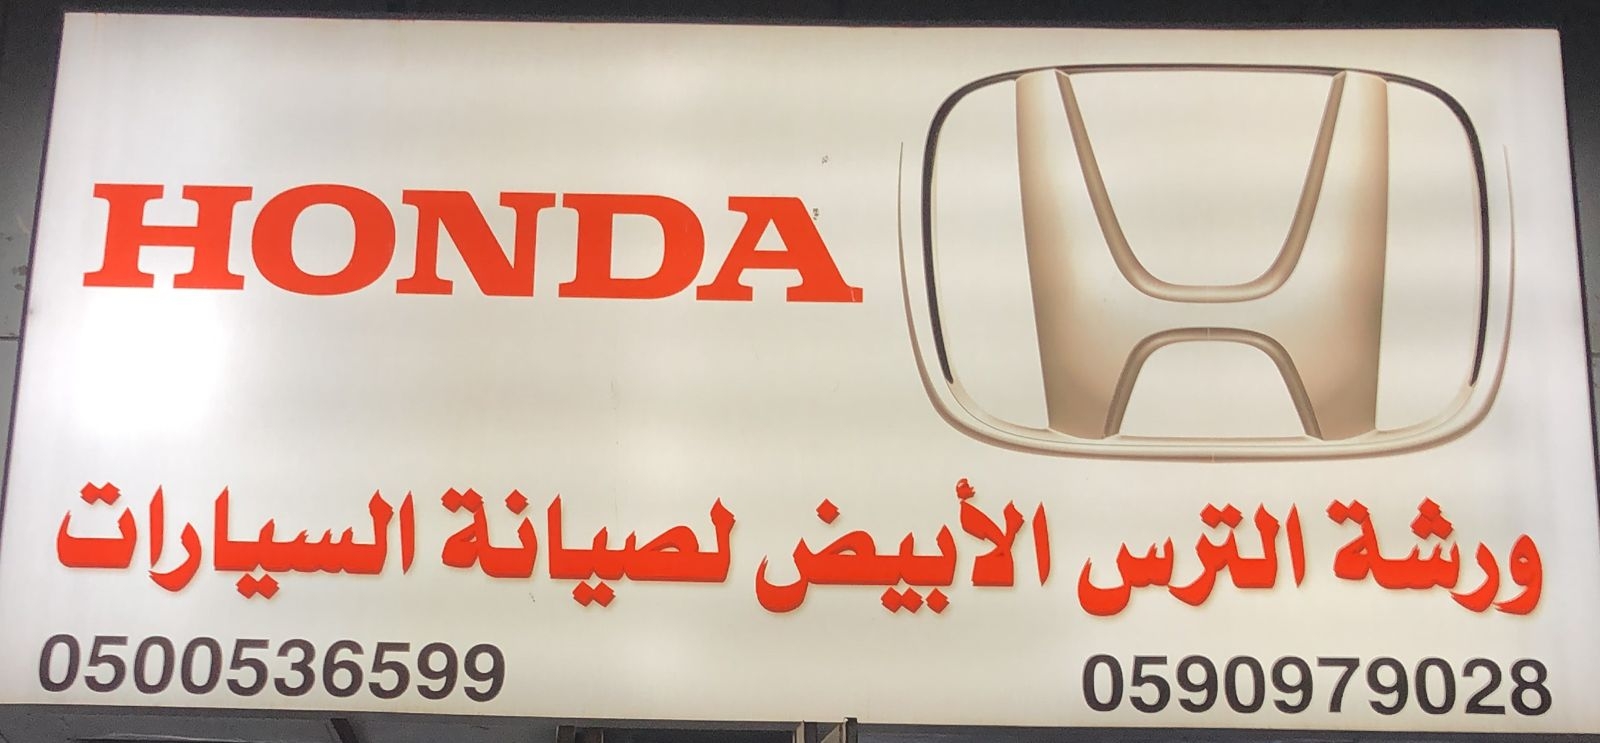 HONDA
ورشة الترس الأبيض لصيانة السيارات
0500536599 0590979028